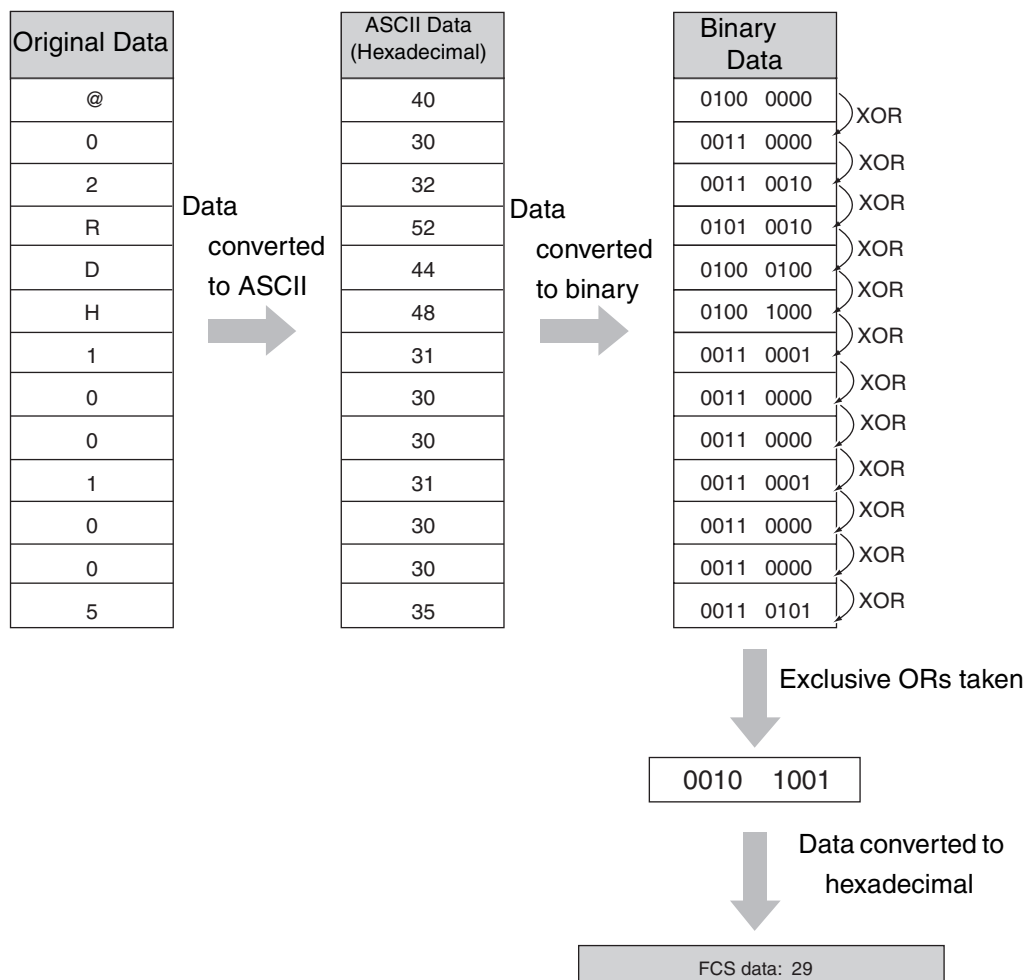 Original Data
@
0
2
R
D
H
1
0
0
1
0
0
5
Data
converted
to ASCII
ASCII Data
(Hexadecimal)
40
30
32
52
44
48
31
30
30
31
30
30
35
Data
converted
to binary
Binary
Data
0100 0000
0011 0000
0011 0010
0101 0010
0100 0100
0100 1000
0011 0001
0011 0000
0011 0000
0011 0001
0011 0000
0011 0000
0011 0101
XOR
XOR
XOR
XOR
XOR
XOR
XOR
XOR
XOR
XOR
XOR
XOR
Exclusive ORs taken
0010 1001
Data converted to
hexadecimal
FCS data: 29